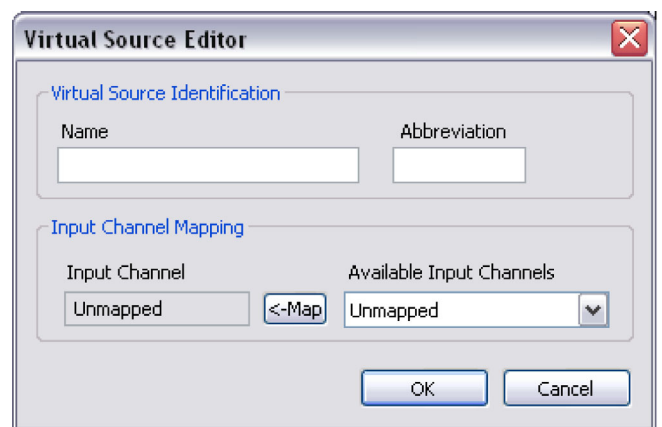 Virtual Source Editor
Virtual Source Identification
Name Abbreviation
Input Channel Mapping
Input Channel Available Input Channels
Unmapped <-Map Unmapped
OK Cancel